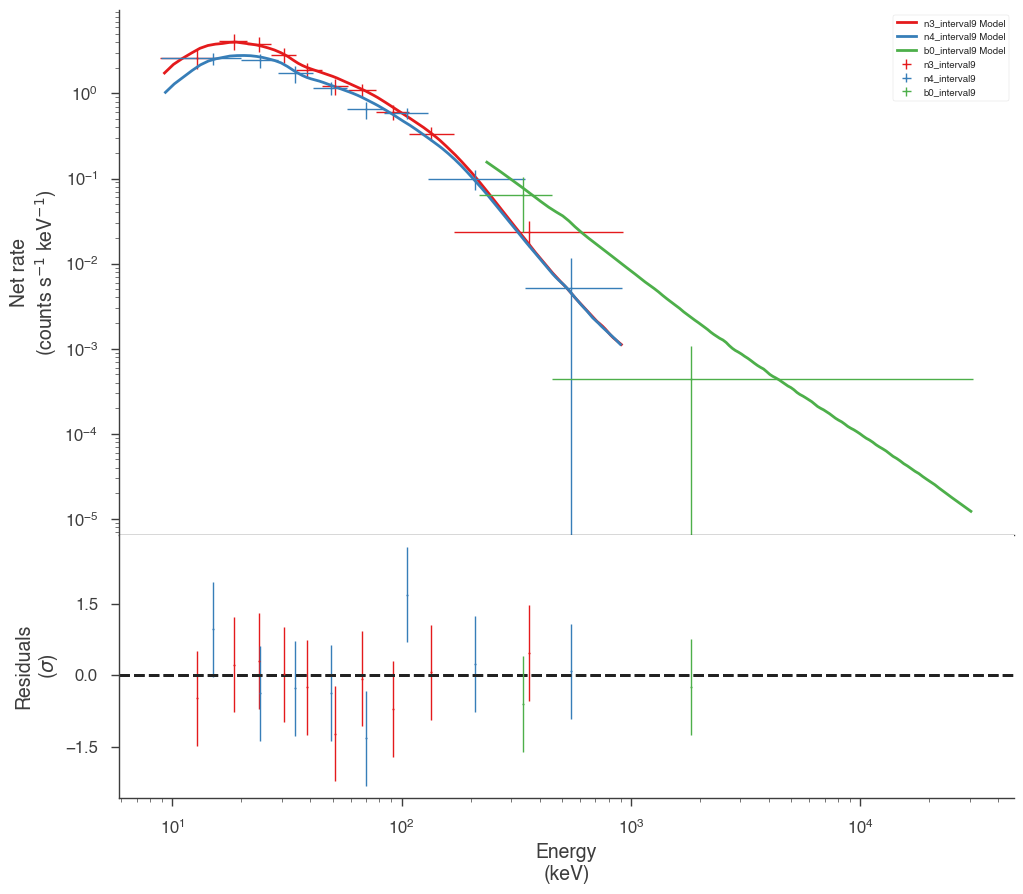 n3_interval9 Model
n4_interval9 Model
b0_interval9 Model
n3_interval9
n4_interval9
b0_interval9
10⁰
10⁻¹
10⁻²
10⁻³
10⁻⁴
10⁻⁵
Net rate
(counts s⁻¹ keV⁻¹)
1.5
0.0
−1.5
Residuals
(σ)
10¹ 10² 10³ 10⁴
Energy
(keV)